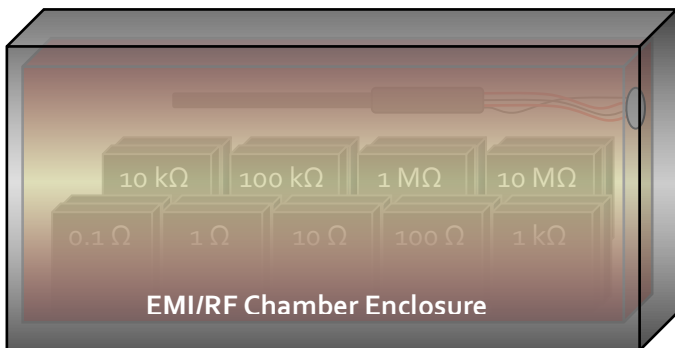 10 kΩ 100 kΩ 1 MΩ 10 MΩ
0.1 Ω 1 Ω 10 Ω 100 Ω 1 kΩ
EMI/RF Chamber Enclosure